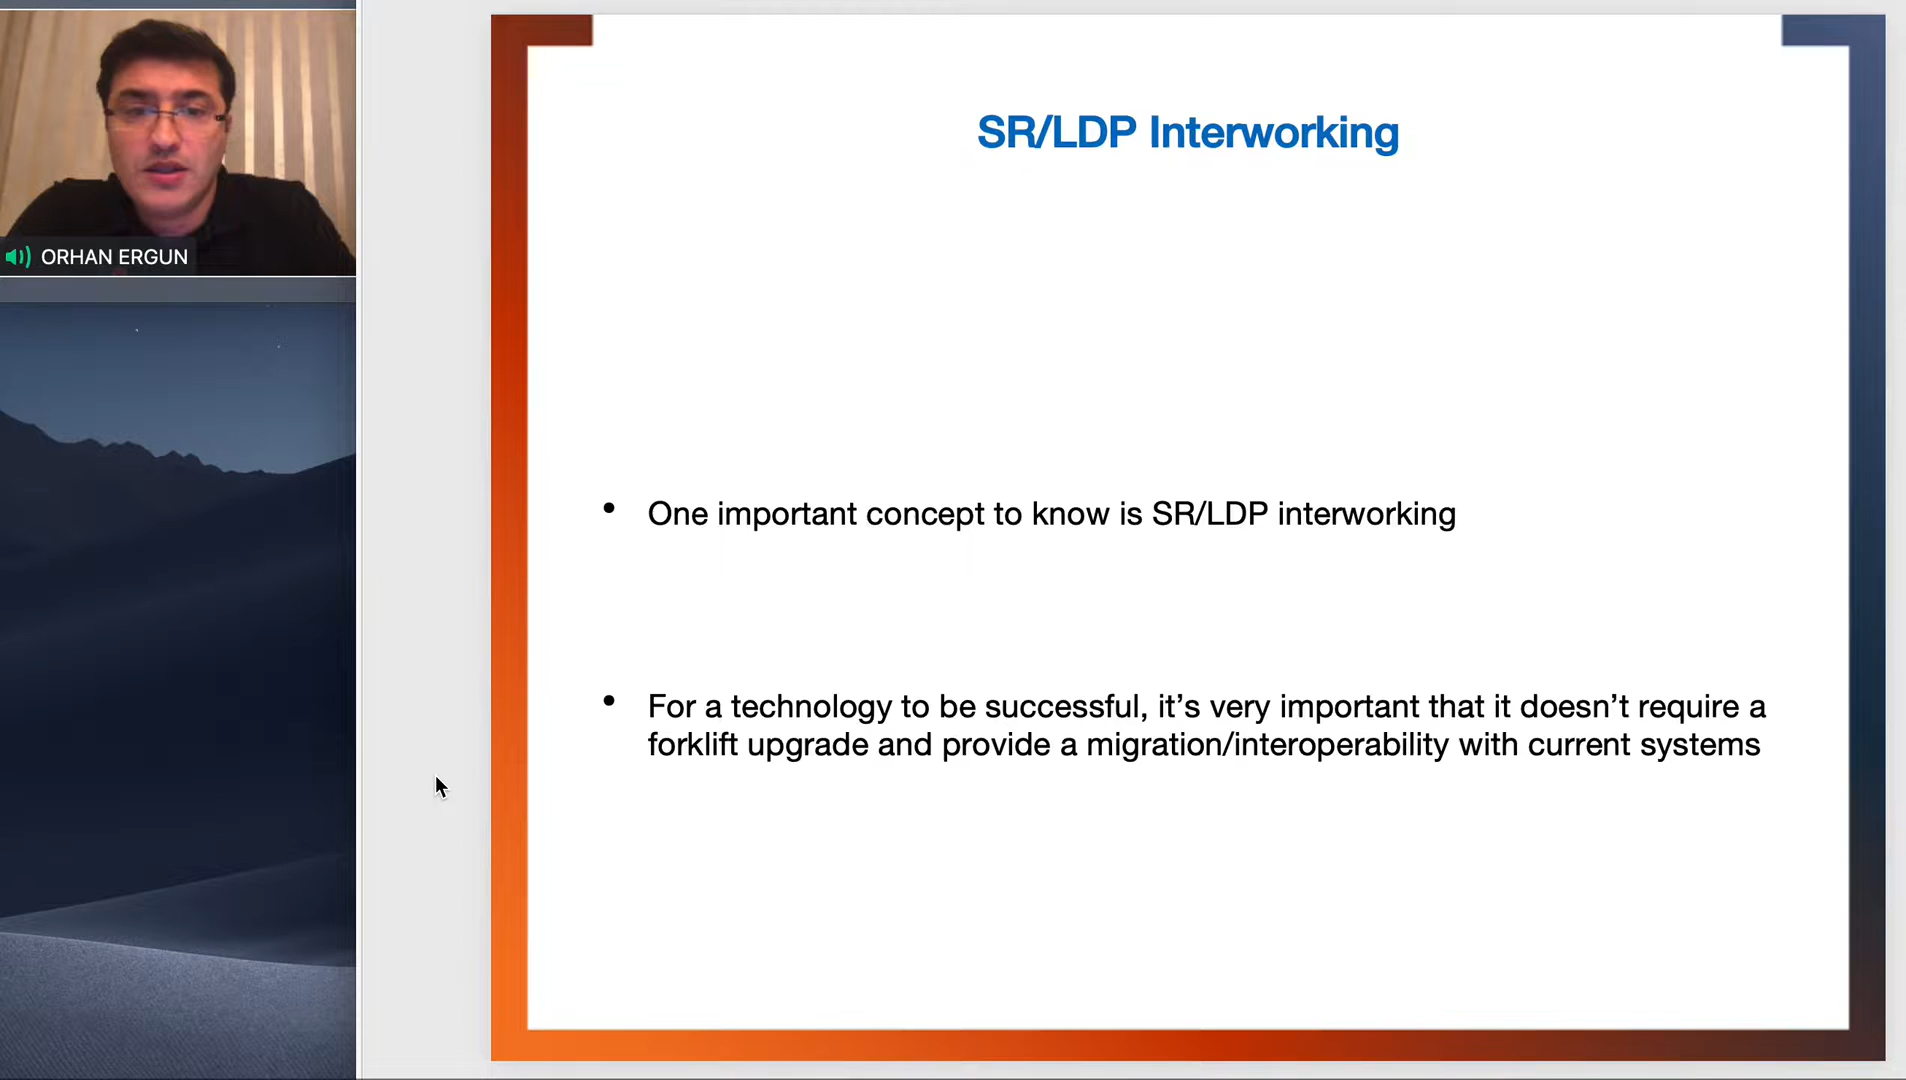 ORHAN ERGUN
SR/LDP Interworking
• One important concept to know is SR/LDP interworking
• For a technology to be successful, it’s very important that it doesn’t require a
forklift upgrade and provide a migration/interoperability with current systems